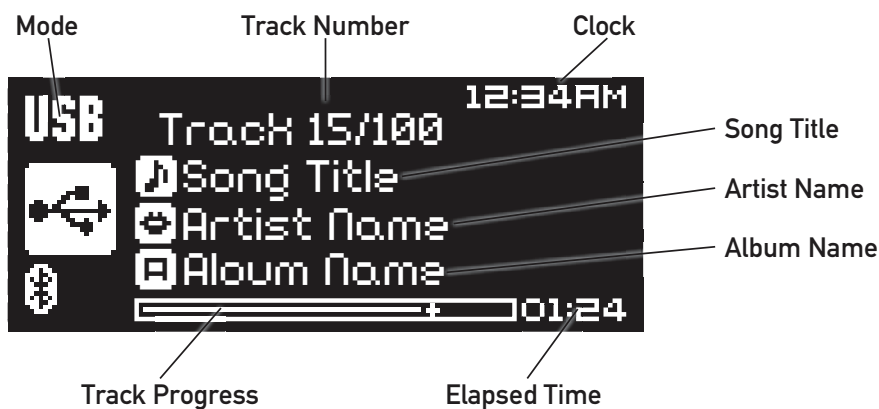 Mode Track Number Clock
12:34AM
USB
Track 15/100
Song Title Song Title
Artist Name Artist Name
A Aloum Name Album Name
01:24
Track Progress Elapsed Time